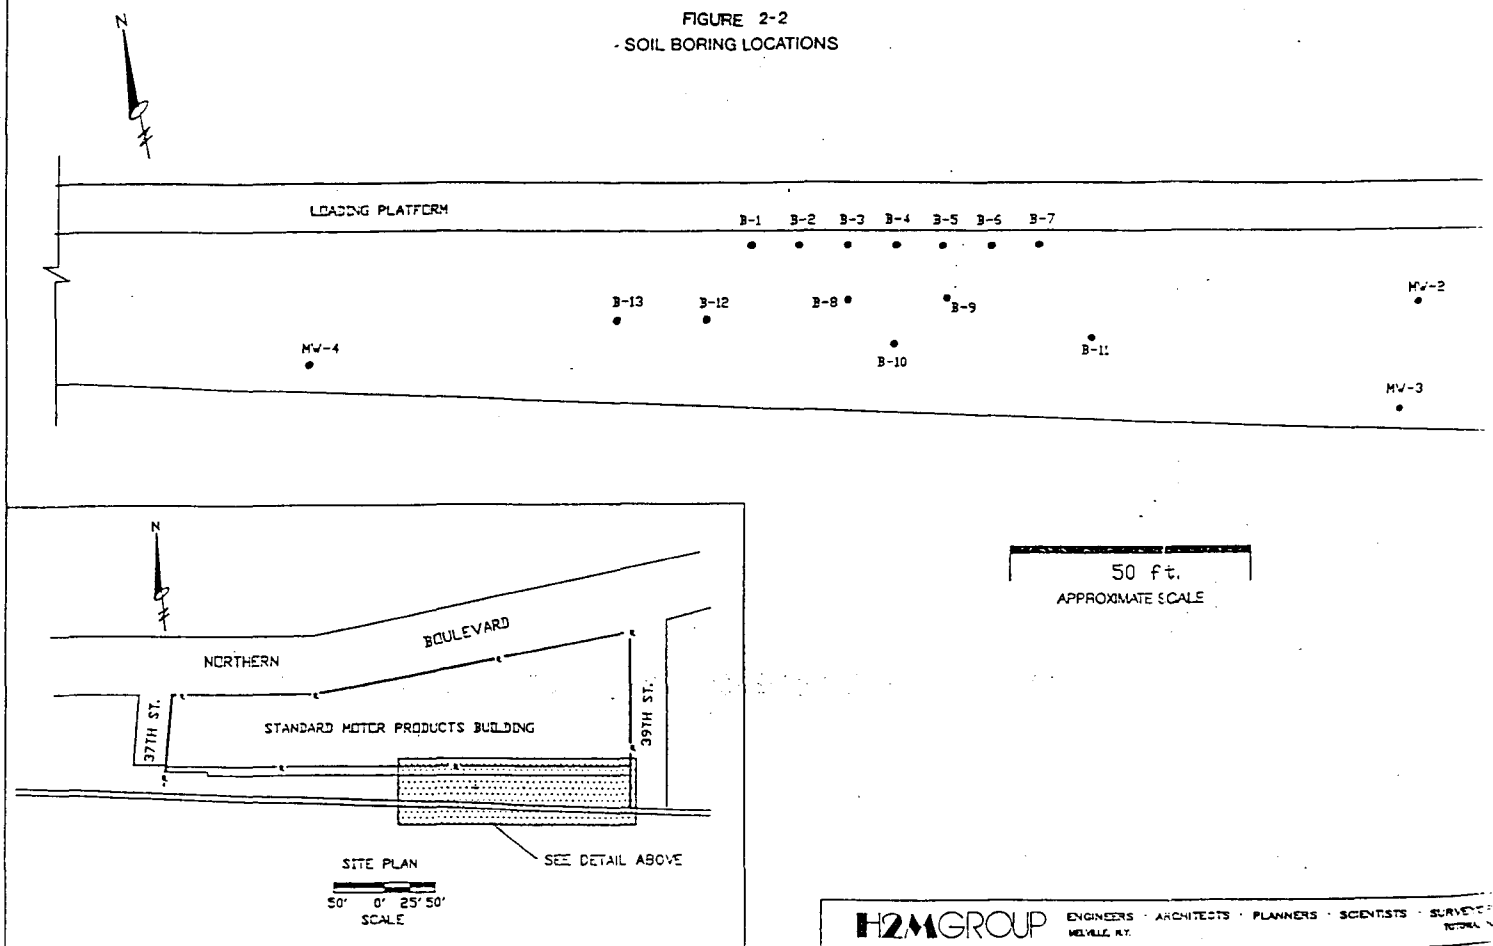 FIGURE 2-2
- SOIL BORING LOCATIONS
N
LOADING PLATFORM
B-1 B-2 B-3 B-4 B-5 B-6 B-7
B-13 B-12 B-8 B-9 MW-2
MW-4 B-10 B-11
MW-3
50 ft.
APPROXIMATE SCALE
N
NORTHERN BOULEVARD
37TH ST.
STANDARD MOTOR PRODUCTS BUILDING
39TH ST.
SEE DETAIL ABOVE
SITE PLAN
50' 0' 25' 50'
SCALE
H2MGROUP
ENGINEERS · ARCHITECTS · PLANNERS · SCIENTISTS ·
MELVILLE, N.Y.